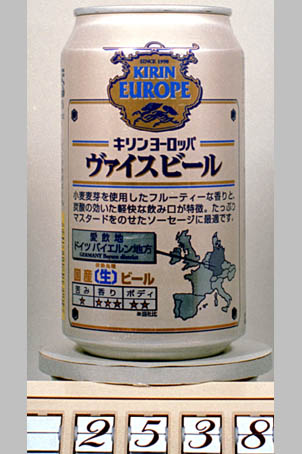 SINCE 1998
KIRIN
EUROPE
キリンヨーロッパ
ヴァイスビール
小麦麦芽を使用したフルーティーな香りと、
炭酸の効いた軽快な飲み口が特徴。たっぷり
マスタードをのせたソーセージに最適です。
愛飲地
ドイツ バイエルン地方
GERMANY Bayern district
国産〈生〉ビール
苦み 香り ボディ
★ ★★★ ★★
2538